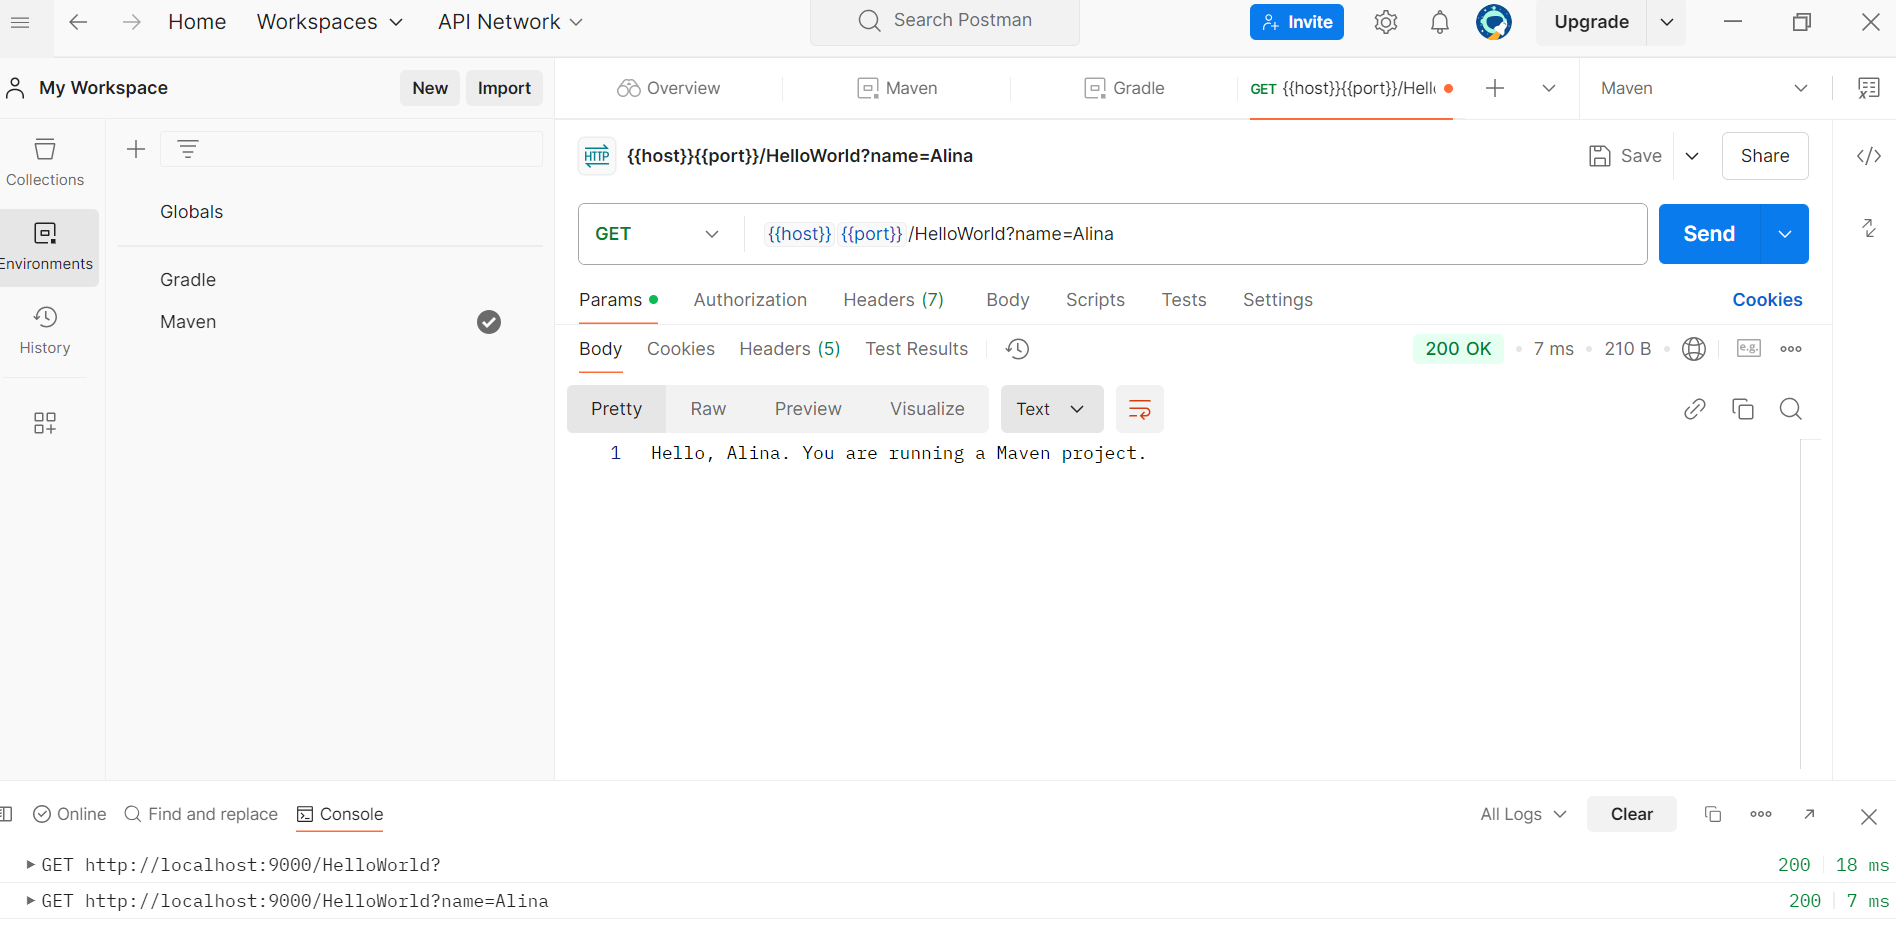 Home Workspaces API Network Search Postman Invite Upgrade
My Workspace New Import Overview Maven Gradle GET {{host}}{{port}}/Hell Maven
Collections
Environments
History
Globals
Gradle
Maven
HTTP {{host}}{{port}}/HelloWorld?name=Alina Save Share
GET {{host}} {{port}} /HelloWorld?name=Alina Send
Params Authorization Headers (7) Body Scripts Tests Settings Cookies
Body Cookies Headers (5) Test Results 200 OK 7 ms 210 B e.g.
Pretty Raw Preview Visualize Text
1 Hello, Alina. You are running a Maven project.
Online Find and replace Console All Logs Clear
GET http://localhost:9000/HelloWorld? 200 18 ms
GET http://localhost:9000/HelloWorld?name=Alina 200 7 ms